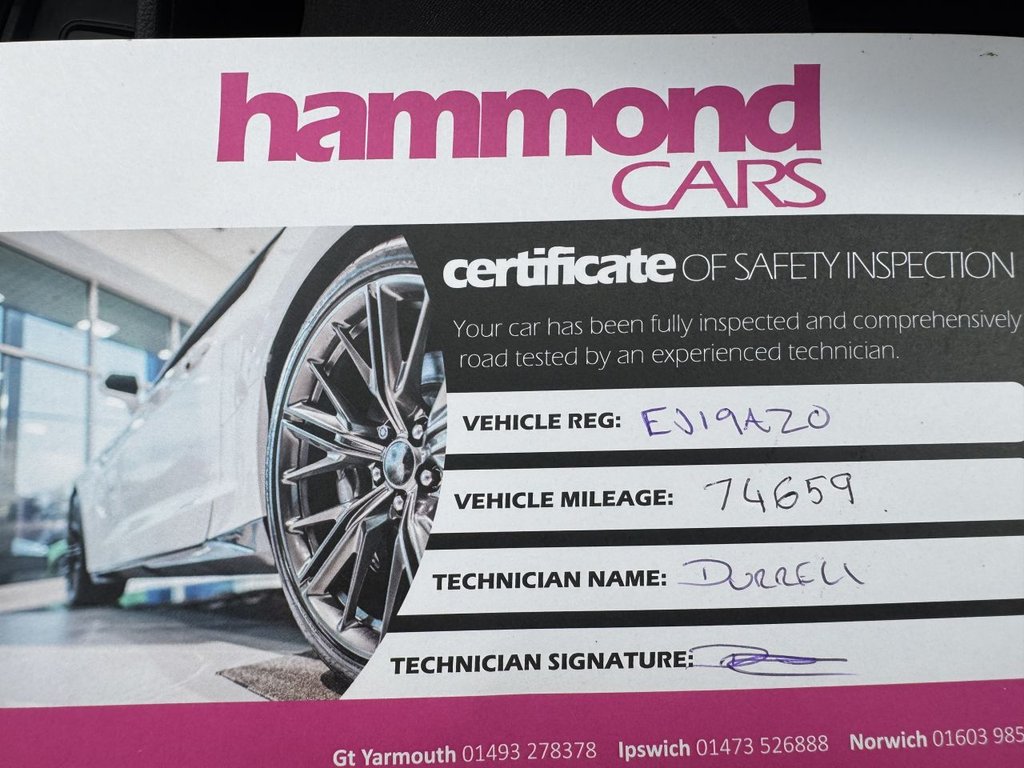 hammond
CARS
certificate OF SAFETY INSPECTION
Your car has been fully inspected and comprehensively
road tested by an experienced technician.
VEHICLE REG: EJ19AZO
VEHICLE MILEAGE: 74659
TECHNICIAN NAME: DURRELL
TECHNICIAN SIGNATURE:
Gt Yarmouth 01493 278378 Ipswich 01473 526888 Norwich 01603 985